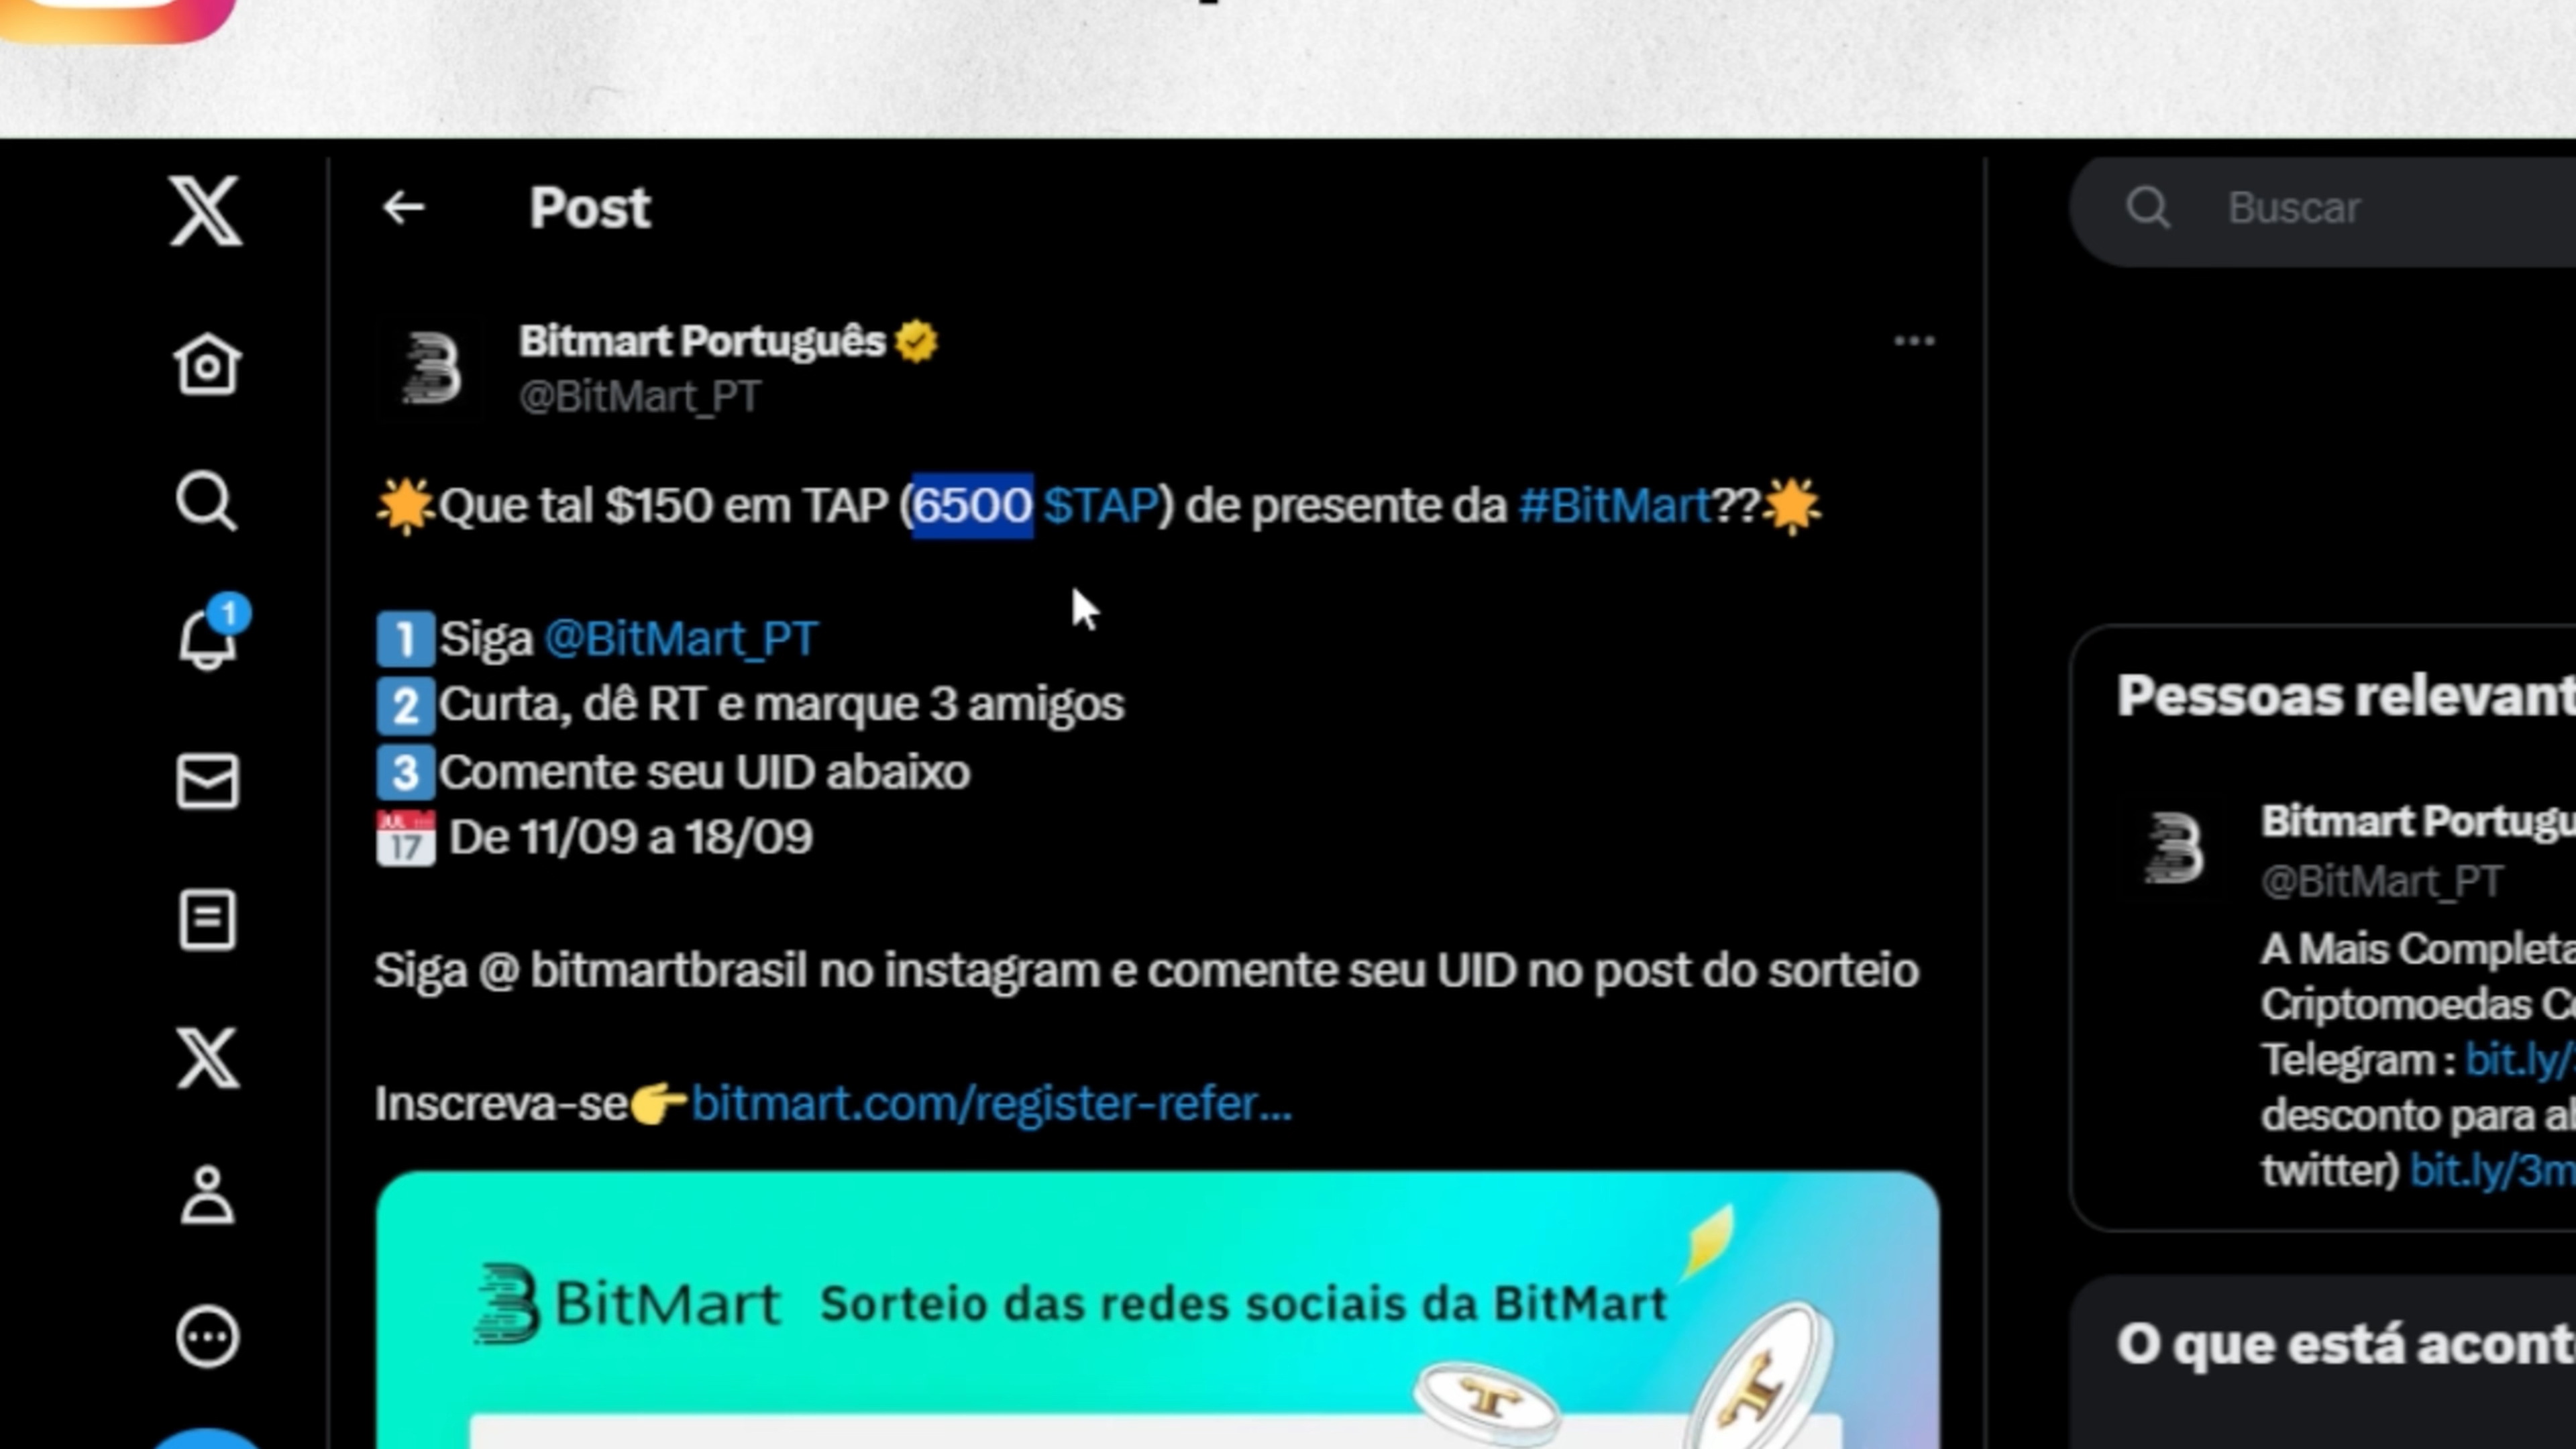 Post
Buscar
Bitmart Português
@BitMart_PT
🌟Que tal $150 em TAP (6500 $TAP) de presente da #BitMart??🌟
1
1️⃣Siga @BitMart_PT
2️⃣Curta, dê RT e marque 3 amigos
3️⃣Comente seu UID abaixo
📅 De 11/09 a 18/09
Siga @ bitmartbrasil no instagram e comente seu UID no post do sorteio
Inscreva-se👉bitmart.com/register-refer...
BitMart Sorteio das redes sociais da BitMart
Pessoas relevant
Bitmart Portugu
@BitMart_PT
A Mais Completa
Criptomoedas
Telegram : bit.ly/
desconto para
twitter) bit.ly/3m
O que está acont